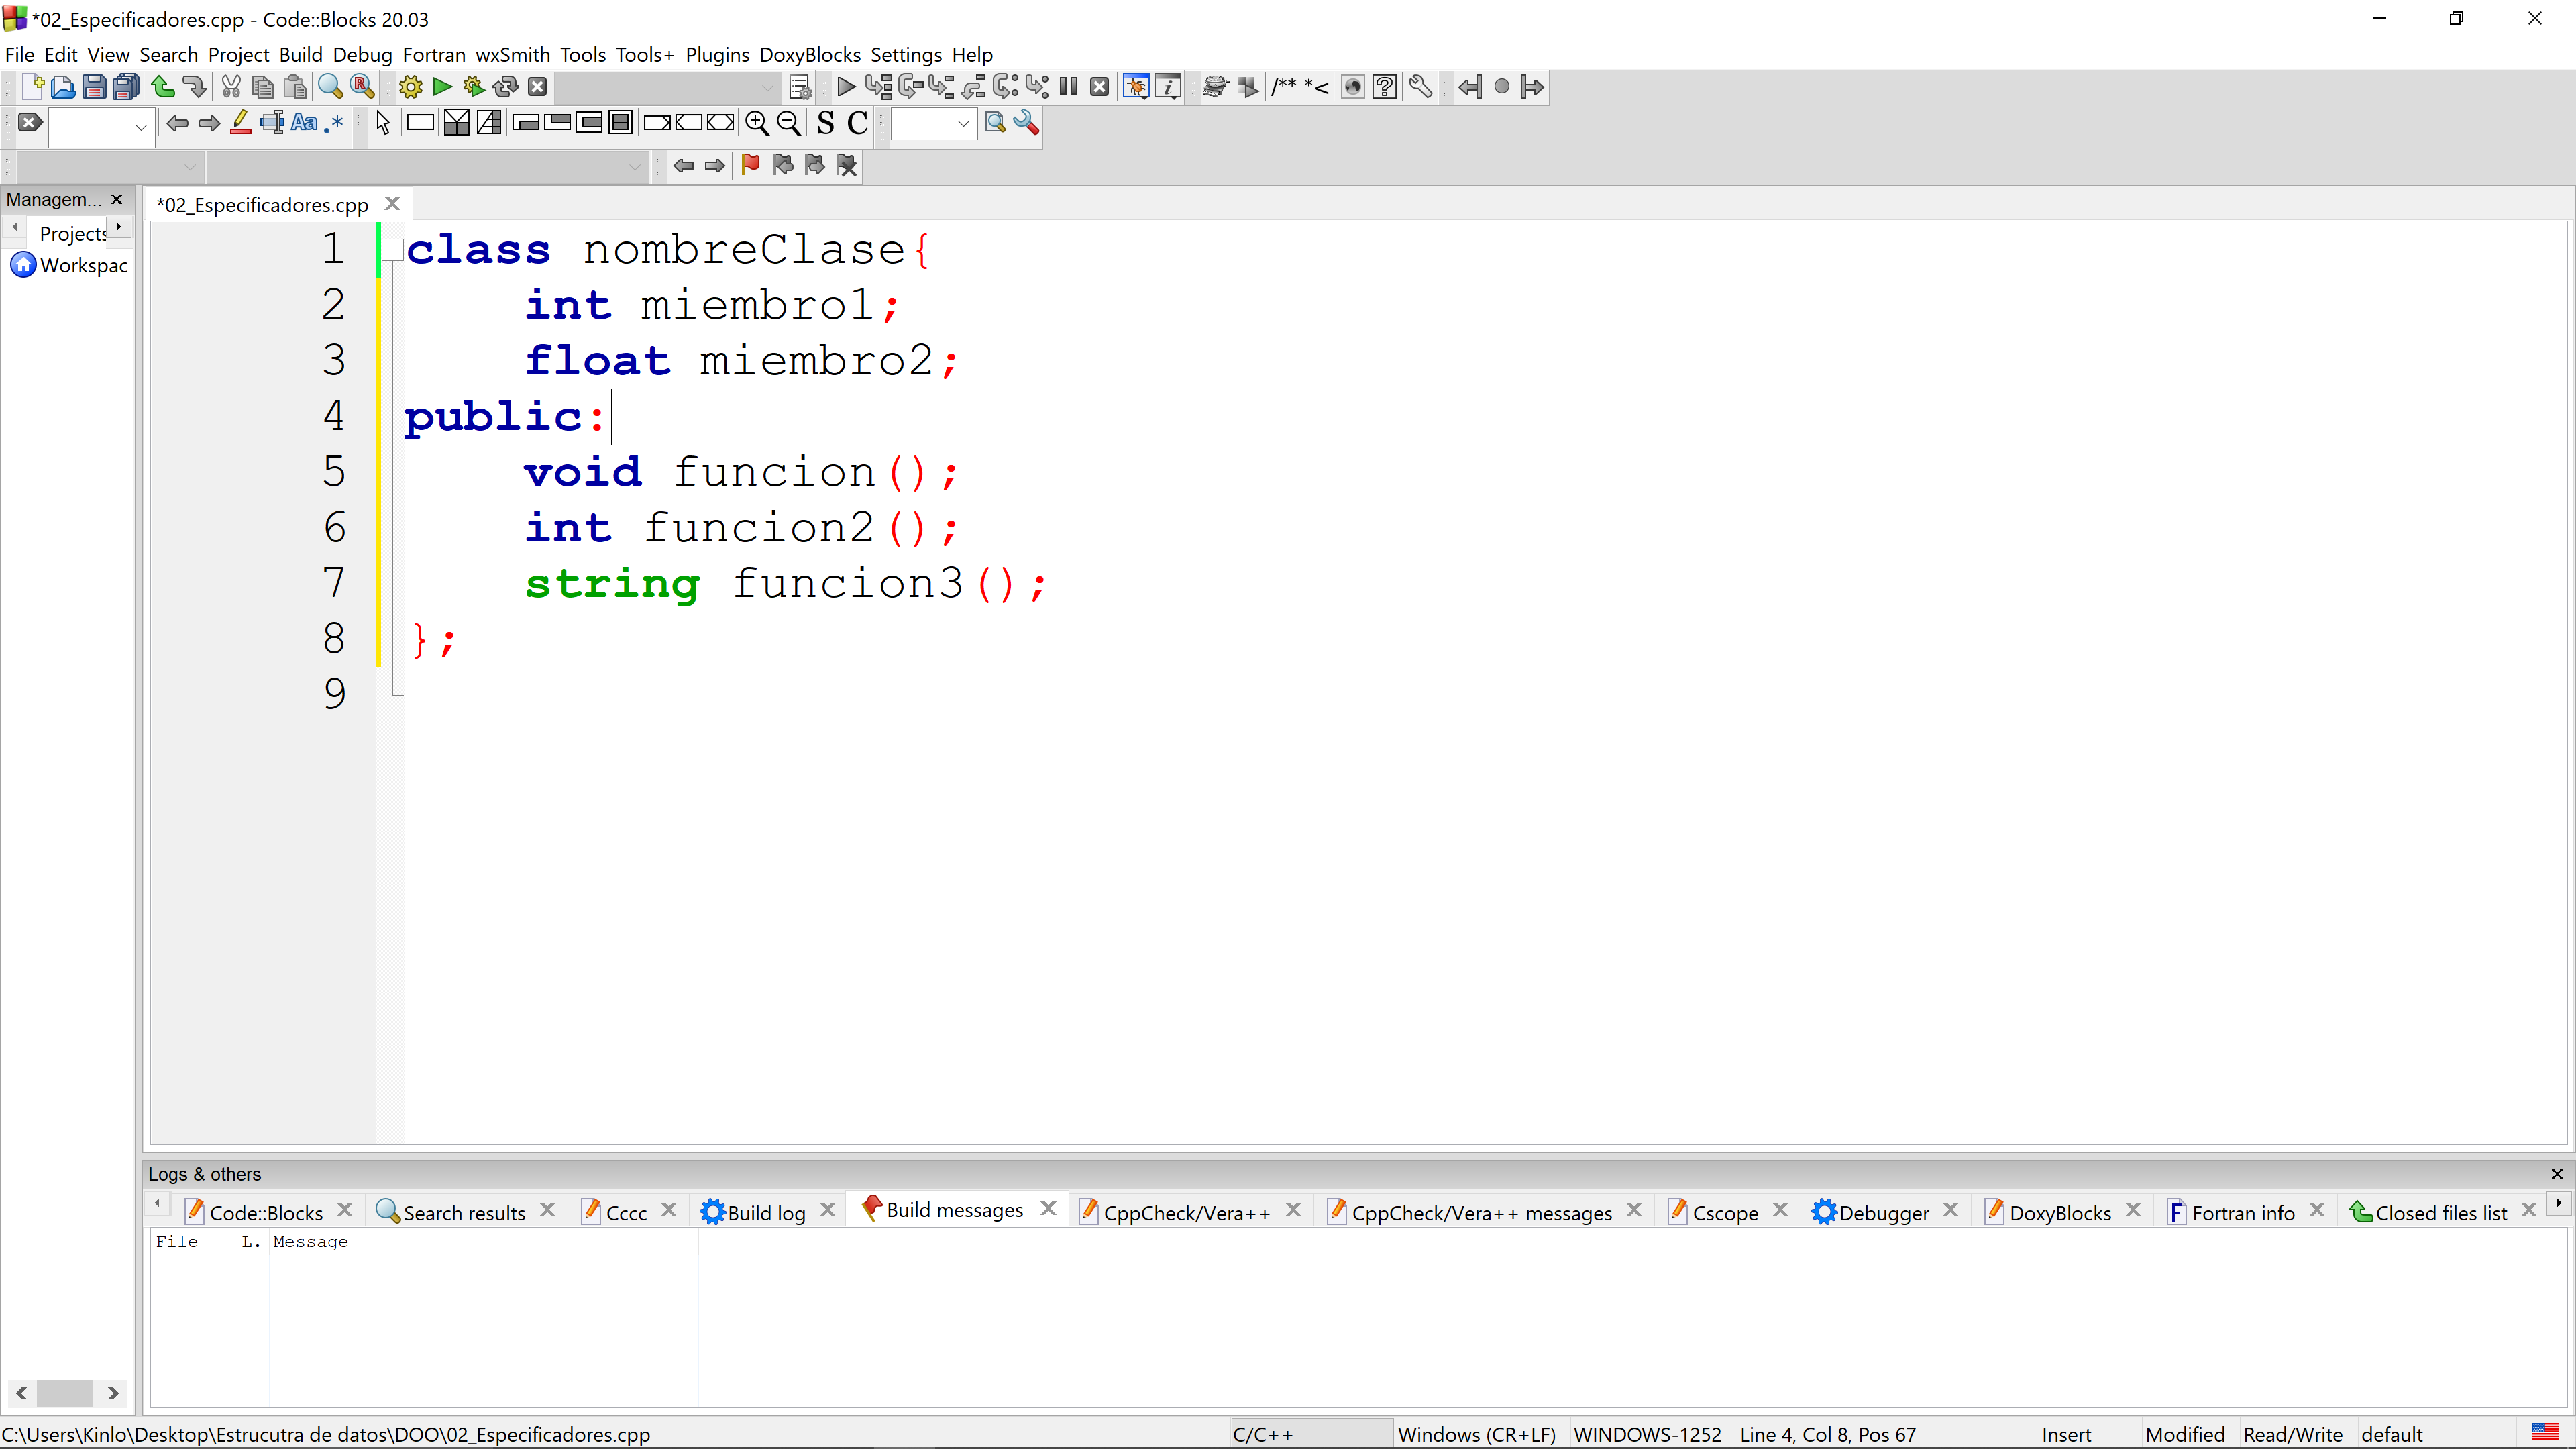 *02_Especificadores.cpp - Code::Blocks 20.03
File Edit View Search Project Build Debug Fortran wxSmith Tools Tools+ Plugins DoxyBlocks Settings Help
/** *<
Aa .* S C
Managem...
Projects
Workspac
*02_Especificadores.cpp
1 class nombreClase{
2 int miembro1;
3 float miembro2;
4 public:
5 void funcion();
6 int funcion2();
7 string funcion3();
8 };
9
Logs & others
Code::Blocks Search results Cccc Build log Build messages CppCheck/Vera++ CppCheck/Vera++ messages Cscope Debugger DoxyBlocks Fortran info Closed files list
File L. Message
C:\Users\Kinlo\Desktop\Estrucutra de datos\DOO\02_Especificadores.cpp C/C++ Windows (CR+LF) WINDOWS-1252 Line 4, Col 8, Pos 67 Insert Modified Read/Write default